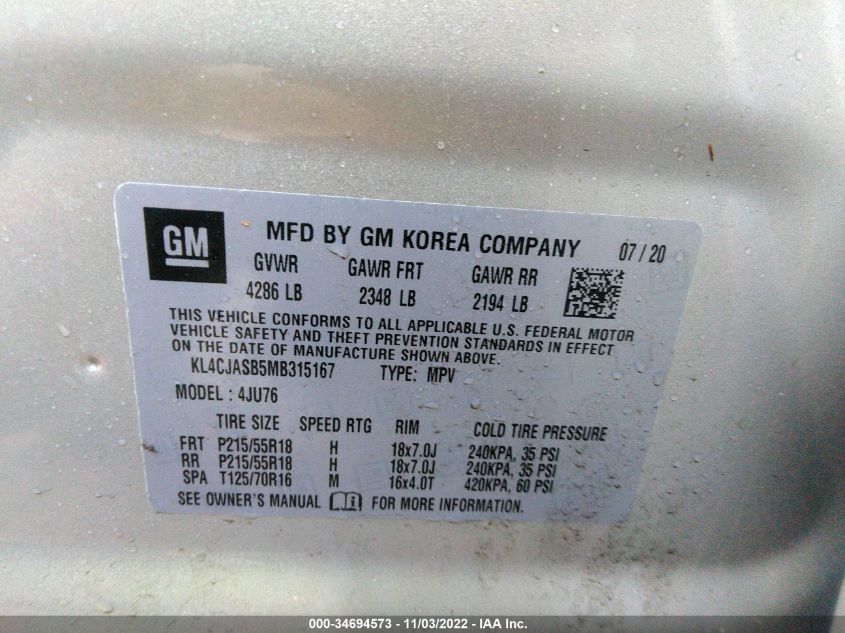 GM
MFD BY GM KOREA COMPANY 07/20
GVWR GAWR FRT GAWR RR
4286 LB 2348 LB 2194 LB
THIS VEHICLE CONFORMS TO ALL APPLICABLE U.S. FEDERAL MOTOR
VEHICLE SAFETY AND THEFT PREVENTION STANDARDS IN EFFECT
ON THE DATE OF MANUFACTURE SHOWN ABOVE.
KL4CJASB5MB315167 TYPE: MPV
MODEL : 4JU76
TIRE SIZE SPEED RTG RIM COLD TIRE PRESSURE
FRT P215/55R18 H 18x7.0J 240KPA, 35 PSI
RR P215/55R18 H 18x7.0J 240KPA, 35 PSI
SPA T125/70R16 M 16x4.0T 420KPA, 60 PSI
SEE OWNER'S MANUAL FOR MORE INFORMATION.
000-34694573 - 11/03/2022 - IAA Inc.